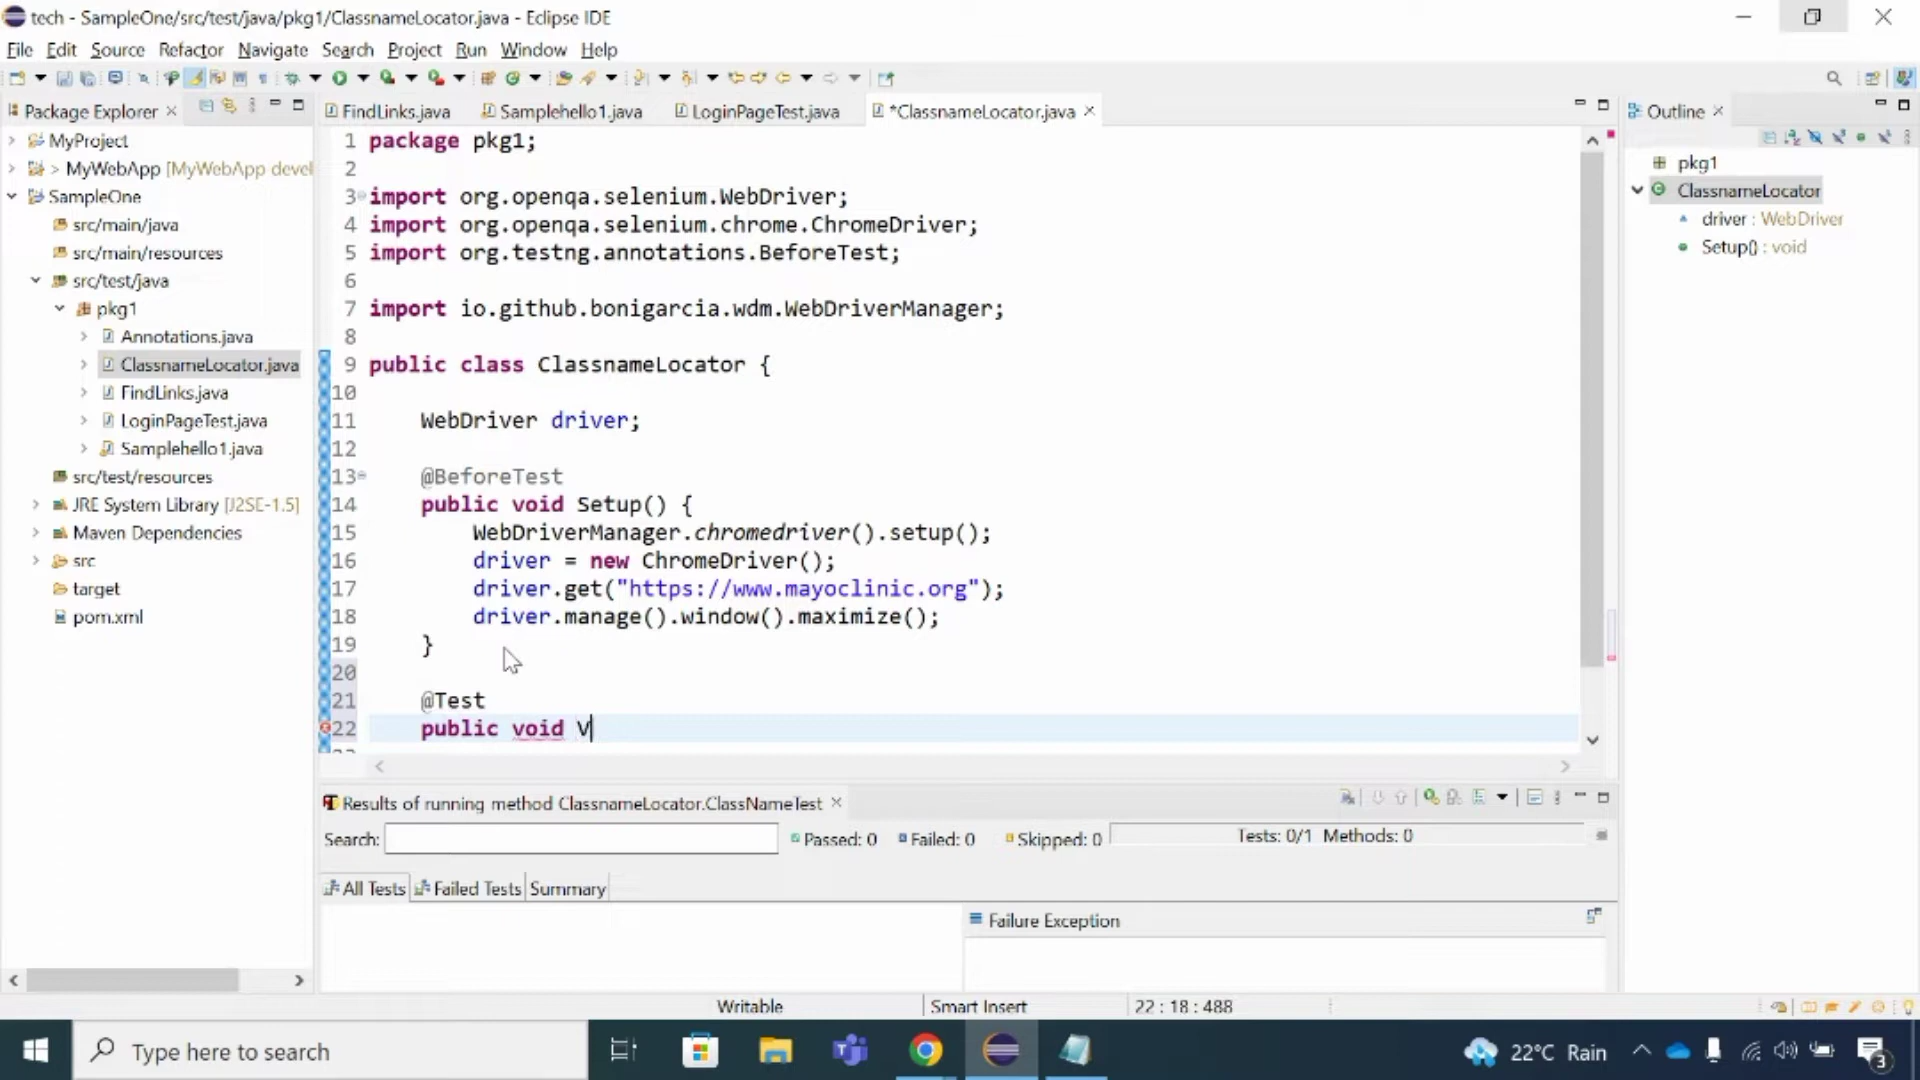 tech - SampleOne/src/test/java/pkg1/ClassnameLocator.java - Eclipse IDE
File Edit Source Refactor Navigate Search Project Run Window Help
Package Explorer
MyProject
> MyWebApp [MyWebApp devel
SampleOne
src/main/java
src/main/resources
src/test/java
pkg1
Annotations.java
ClassnameLocator.java
FindLinks.java
LoginPageTest.java
Samplehello1.java
src/test/resources
JRE System Library [J2SE-1.5]
Maven Dependencies
src
target
pom.xml
FindLinks.java Samplehello1.java LoginPageTest.java *ClassnameLocator.java
1 package pkg1;
2
3 import org.openqa.selenium.WebDriver;
4 import org.openqa.selenium.chrome.ChromeDriver;
5 import org.testng.annotations.BeforeTest;
6
7 import io.github.bonigarcia.wdm.WebDriverManager;
8
9 public class ClassnameLocator {
10
11 WebDriver driver;
12
13 @BeforeTest
14 public void Setup() {
15 WebDriverManager.chromedriver().setup();
16 driver = new ChromeDriver();
17 driver.get("https://www.mayoclinic.org");
18 driver.manage().window().maximize();
19 }
20
21 @Test
22 public void V
Outline
pkg1
ClassnameLocator
driver : WebDriver
Setup() : void
Results of running method ClassnameLocator.ClassNameTest
Search: Passed: 0 Failed: 0 Skipped: 0 Tests: 0/1 Methods: 0
All Tests Failed Tests Summary
Failure Exception
Writable Smart Insert 22 : 18 : 488
Type here to search 22°C Rain 3